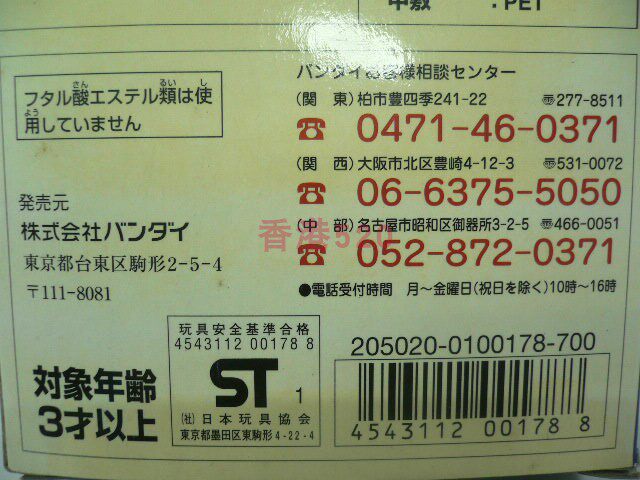 中敷 :PET
フタル酸エステル類は使
用していません
発売元
株式会社バンダイ
東京都台東区駒形2-5-4
〒111-8081
バンダイお客様相談センター
(関 東)柏市豊四季241-22 〠277-8511
☎ 0471-46-0371
(関 西)大阪市北区豊崎4-12-3 〠531-0072
☎ 06-6375-5050
(中 部)名古屋市昭和区御器所3-2-5 〠466-0051
☎ 052-872-0371
香港520
●電話受付時間 月〜金曜日(祝日を除く)10時〜16時
対象年齢
3才以上
玩具安全基準合格
4543112 00178 8
ST 1
(社)日本玩具協会
東京都墨田区東駒形4-22-4
205020-0100178-700
4543112 00178 8